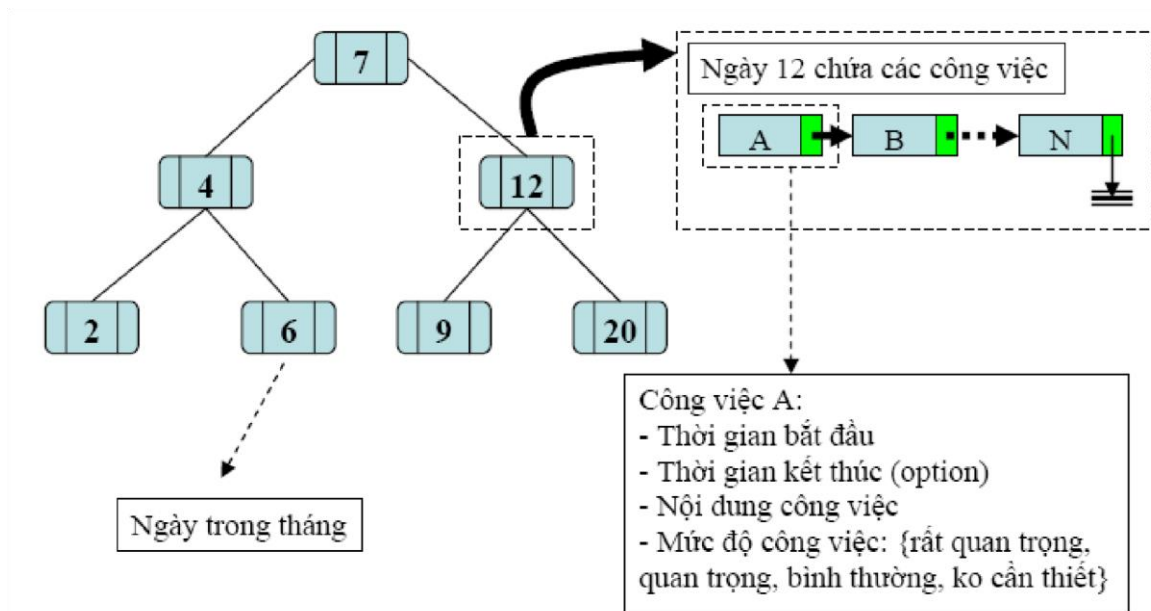 7
Ngày 12 chứa các công việc
A
B
N
4
12
2
6
9
20
Công việc A:
- Thời gian bắt đầu
- Thời gian kết thúc (option)
- Nội dung công việc
- Mức độ công việc: {rất quan trọng,
quan trọng, bình thường, ko cần thiết}
Ngày trong tháng